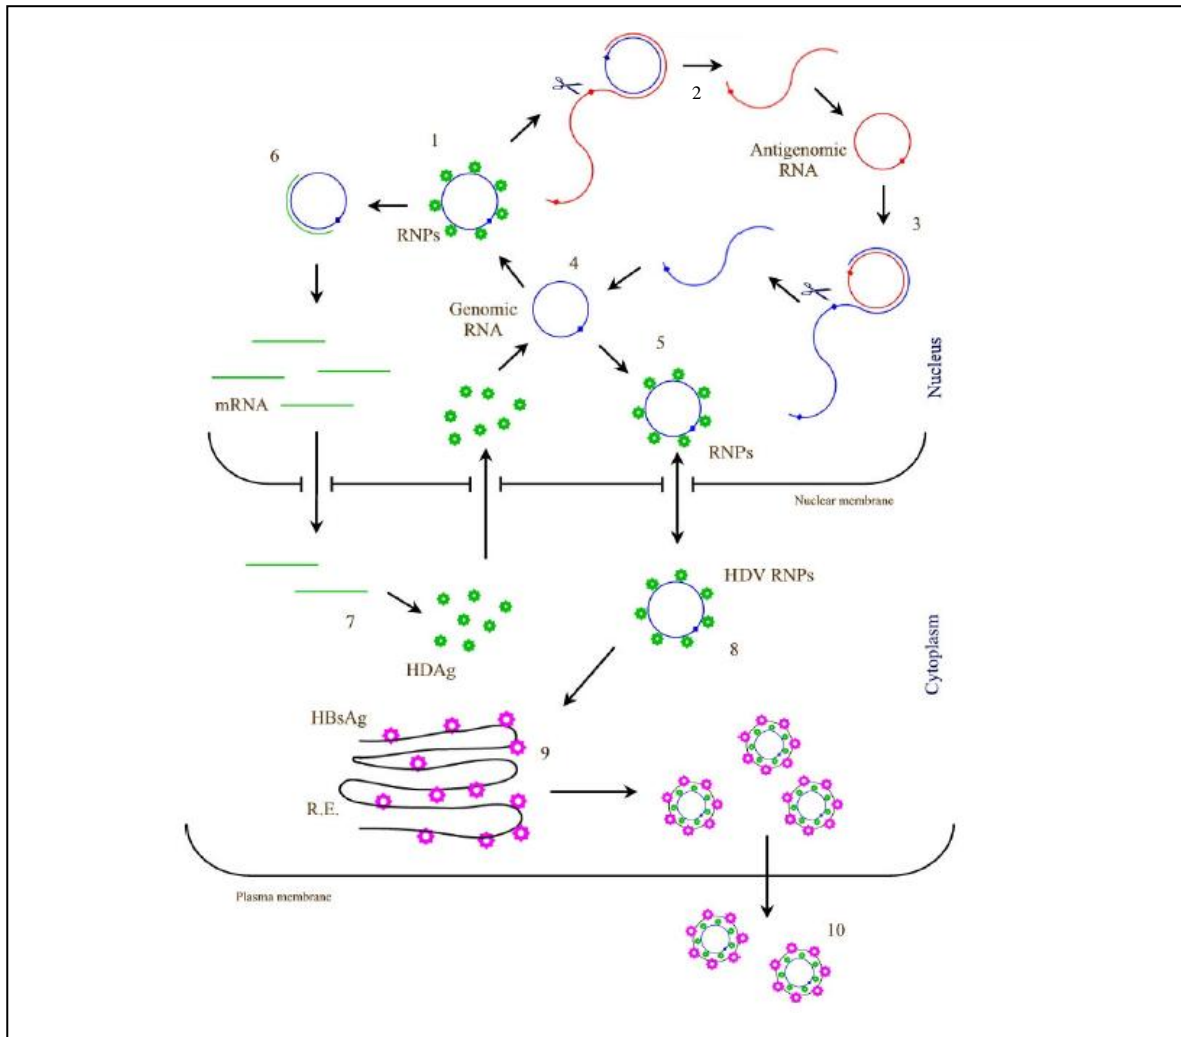 2
1
6
Antigenomic
RNA
RNPs
3
4
Genomic
RNA
5
Nucleus
mRNA
RNPs
Nuclear membrane
HDV RNPs
7
8
HDAg
Cytoplasm
HBsAg
9
R.E.
Plasma membrane
10